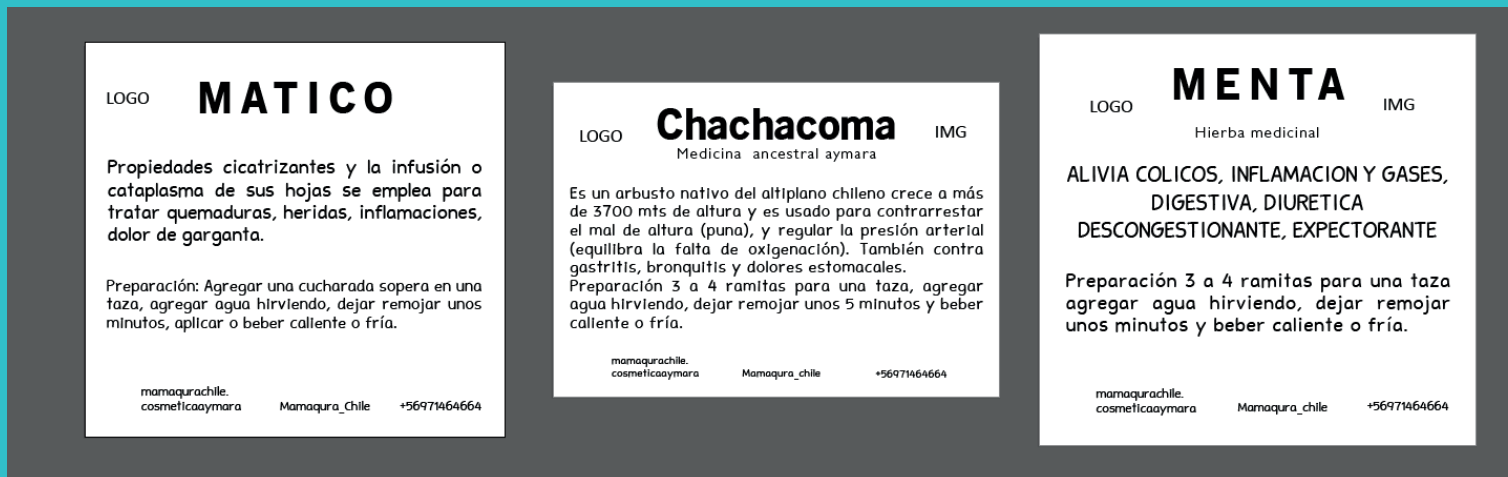 LOGO
MATICO
Propiedades cicatrizantes y la infusión o
cataplasma de sus hojas se emplea para
tratar quemaduras, heridas, inflamaciones,
dolor de garganta.
Preparación: Agregar una cucharada sopera en una
taza, agregar agua hirviendo, dejar remojar unos
minutos, aplicar o beber caliente o fría.
mamaqurachile.
cosmeticaaymara
Mamaqura_Chile
+56971464664
LOGO
Chachacoma
IMG
Medicina ancestral aymara
Es un arbusto nativo del altiplano chileno crece a más
de 3700 mts de altura y es usado para contrarrestar
el mal de altura (puna), y regular la presión arterial
(equilibra la falta de oxigenación). También contra
gastritis, bronquitis y dolores estomacales.
Preparación 3 a 4 ramitas para una taza, agregar
agua hirviendo, dejar remojar unos 5 minutos y beber
caliente o fría.
mamaqurachile.
cosmeticaaymara
Mamaqura_chile
+56971464664
LOGO
MENTA
IMG
Hierba medicinal
ALIVIA COLICOS, INFLAMACION Y GASES,
DIGESTIVA, DIURETICA
DESCONGESTIONANTE, EXPECTORANTE
Preparación 3 a 4 ramitas para una taza
agregar agua hirviendo, dejar remojar
unos minutos y beber caliente o fría.
mamaqurachile.
cosmeticaaymara
Mamaqura_chile
+56971464664